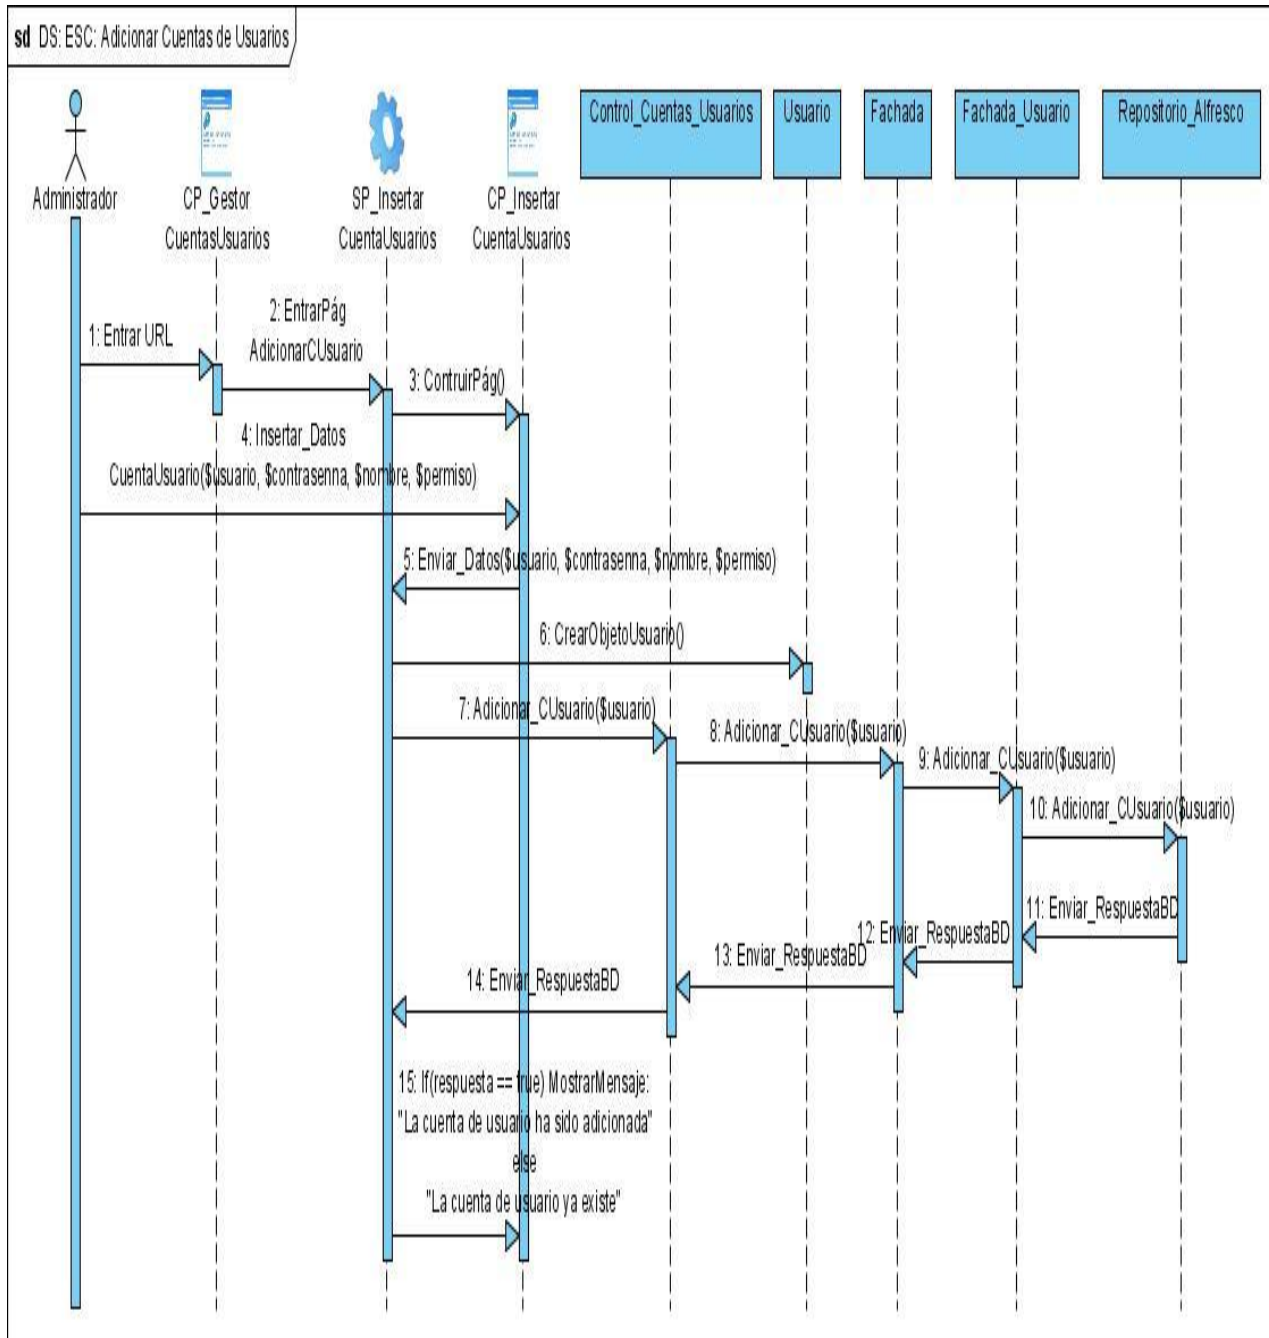 sd DS: ESC: Adicionar Cuentas de Usuarios
Administrador
CP_Gestor
CuentasUsuarios
SP_Insertar
CuentaUsuarios
CP_Insertar
CuentaUsuarios
Control_Cuentas_Usuarios
Usuario
Fachada
Fachada_Usuario
Repositorio_Alfresco
1: Entrar URL
2: EntrarPág
AdicionarCUsuario
3: ContruirPág()
4: Insertar_Datos
CuentaUsuario($usuario, $contrasenna, $nombre, $permiso)
5: Enviar_Datos($usuario, $contrasenna, $nombre, $permiso)
6: CrearObjetoUsuario()
7: Adicionar_CUsuario($usuario)
8: Adicionar_CUsuario($usuario)
9: Adicionar_CUsuario($usuario)
10: Adicionar_CUsuario($usuario)
11: Enviar_RespuestaBD
12: Enviar_RespuestaBD
13: Enviar_RespuestaBD
14: Enviar_RespuestaBD
15: If(respuesta == true) MostrarMensaje:
"La cuenta de usuario ha sido adicionada"
else
"La cuenta de usuario ya existe"